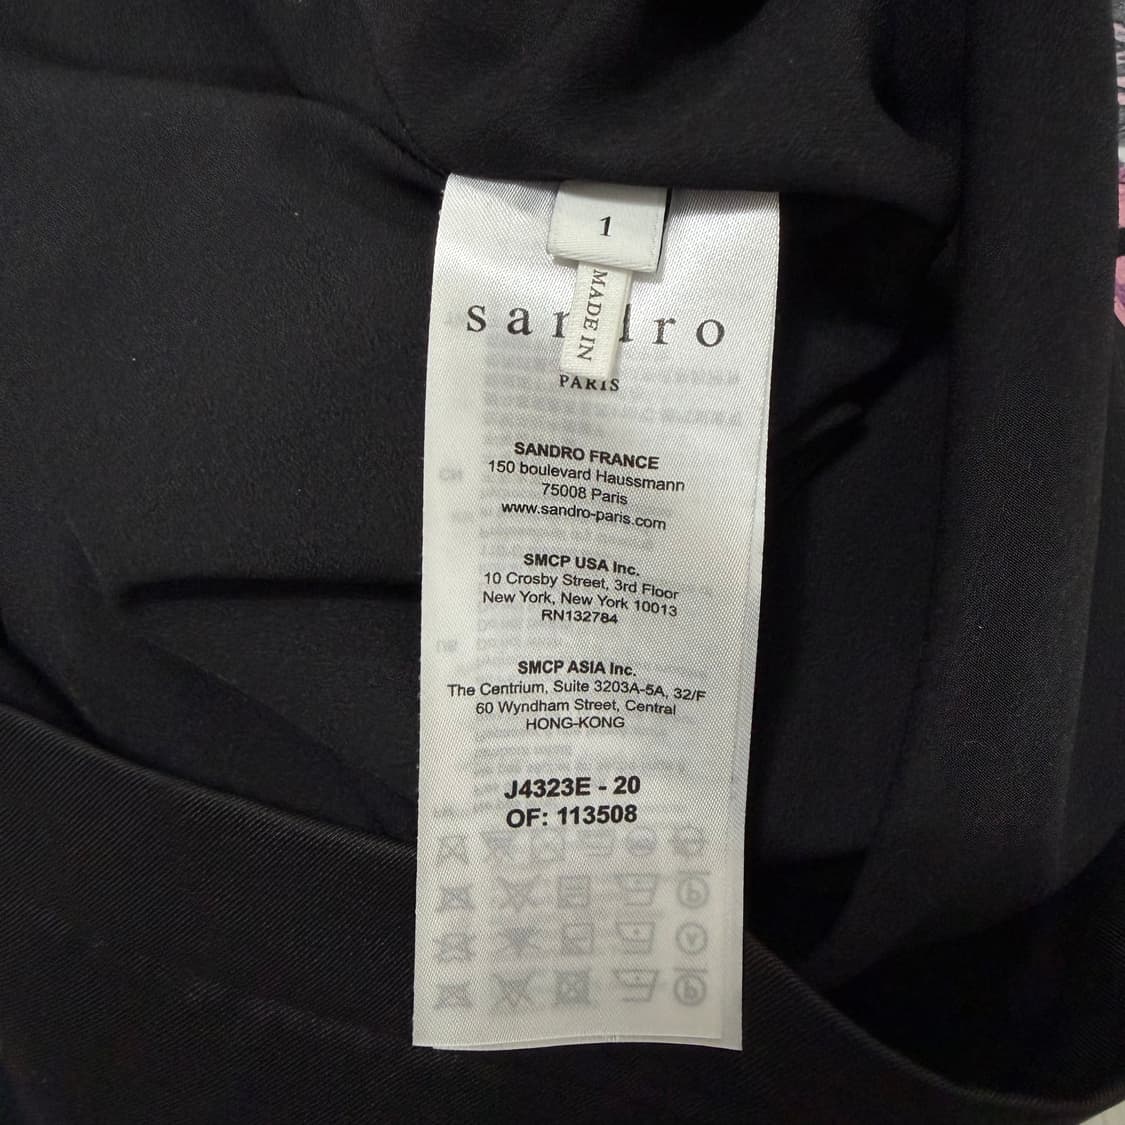 1
MADE IN
sandro
PARIS
SANDRO FRANCE
150 boulevard Haussmann
75008 Paris
www.sandro-paris.com
SMCP USA Inc.
10 Crosby Street, 3rd Floor
New York, New York 10013
RN132784
SMCP ASIA Inc.
The Centrium, Suite 3203A-5A, 32/F
60 Wyndham Street, Central
HONG-KONG
J4323E - 20
OF: 113508